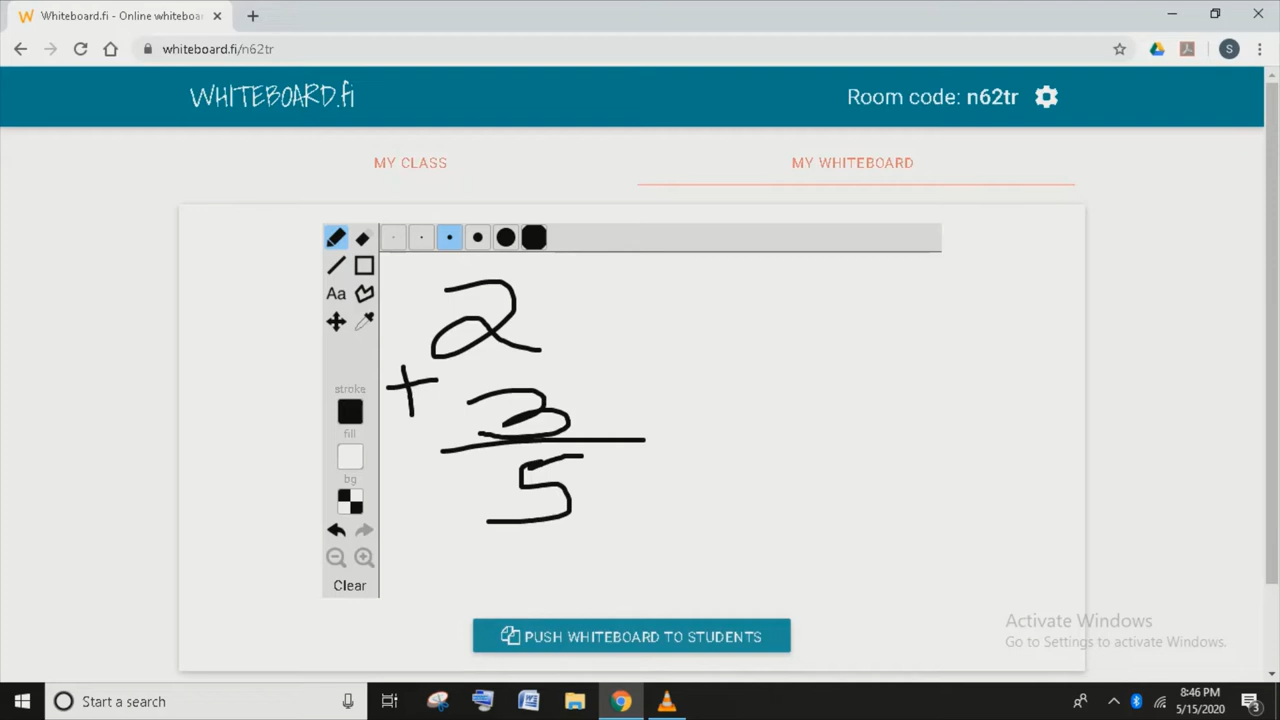 Whiteboard.fi - Online whiteboa
whiteboard.fi/n62tr
S
WHITEBOARD.fi
Room code: n62tr
MY CLASS
MY WHITEBOARD
Aa
stroke
fill
bg
Clear
2
+ 3
5
PUSH WHITEBOARD TO STUDENTS
Activate Windows
Go to Settings to activate Windows.
Start a search
8:46 PM
5/15/2020
3